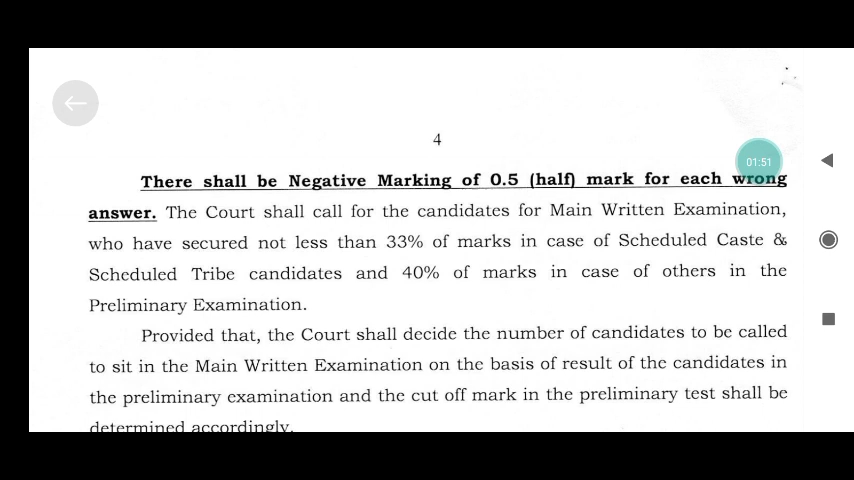 4
01:51
There shall be Negative Marking of 0.5 (half) mark for each wrong
answer. The Court shall call for the candidates for Main Written Examination,
who have secured not less than 33% of marks in case of Scheduled Caste &
Scheduled Tribe candidates and 40% of marks in case of others in the
Preliminary Examination.
Provided that, the Court shall decide the number of candidates to be called
to sit in the Main Written Examination on the basis of result of the candidates in
the preliminary examination and the cut off mark in the preliminary test shall be
determined accordingly.